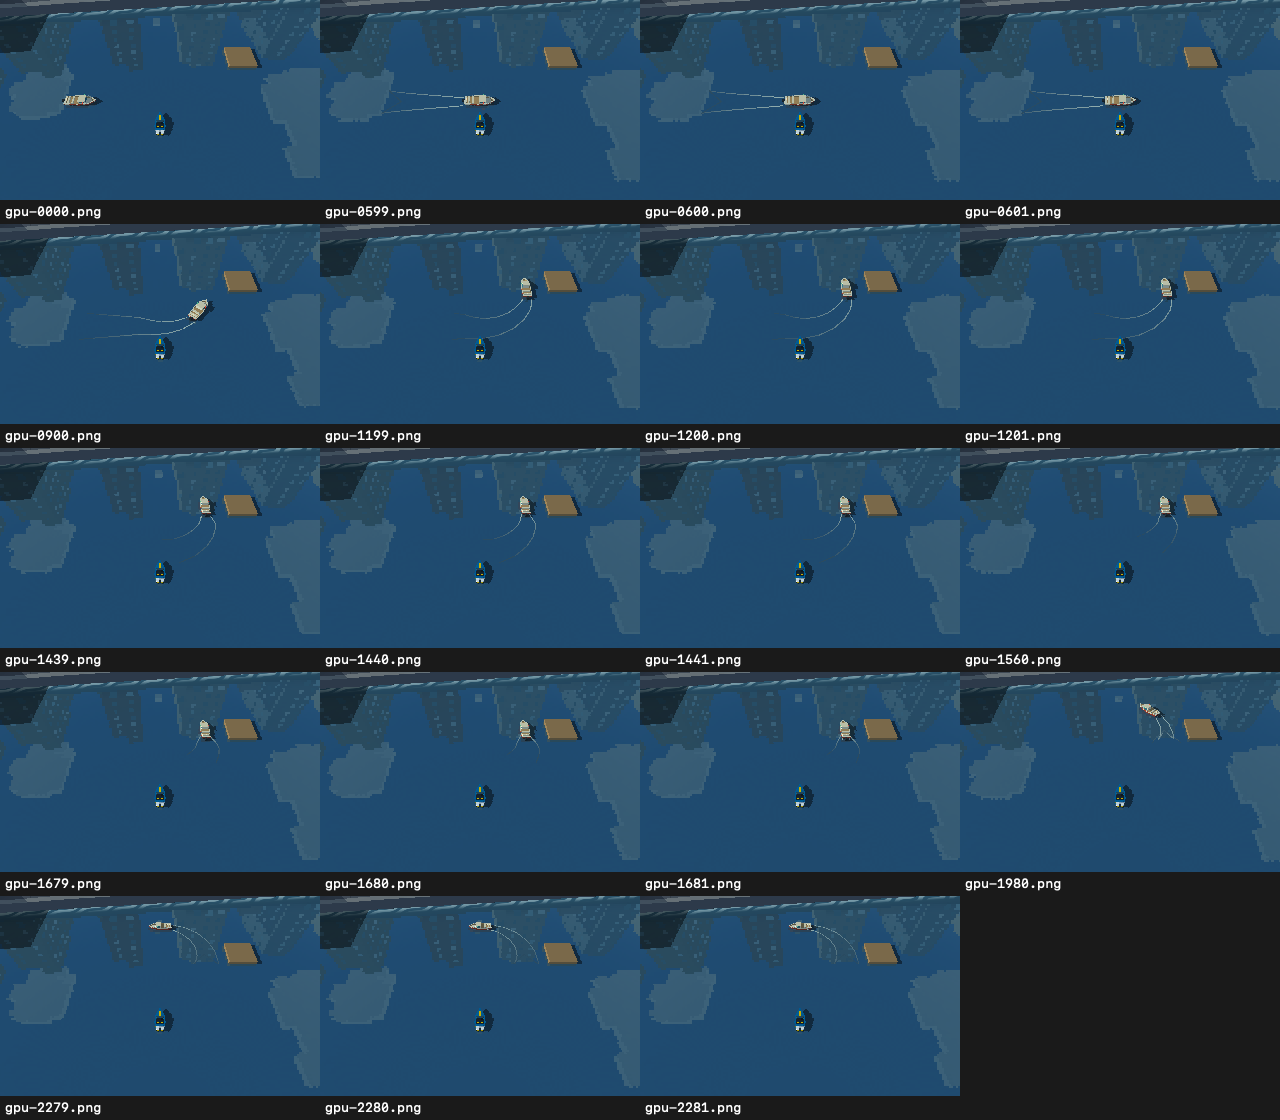 gpu-0000.png gpu-0599.png gpu-0600.png gpu-0601.png
gpu-0900.png gpu-1199.png gpu-1200.png gpu-1201.png
gpu-1439.png gpu-1440.png gpu-1441.png gpu-1560.png
gpu-1679.png gpu-1680.png gpu-1681.png gpu-1980.png
gpu-2279.png gpu-2280.png gpu-2281.png